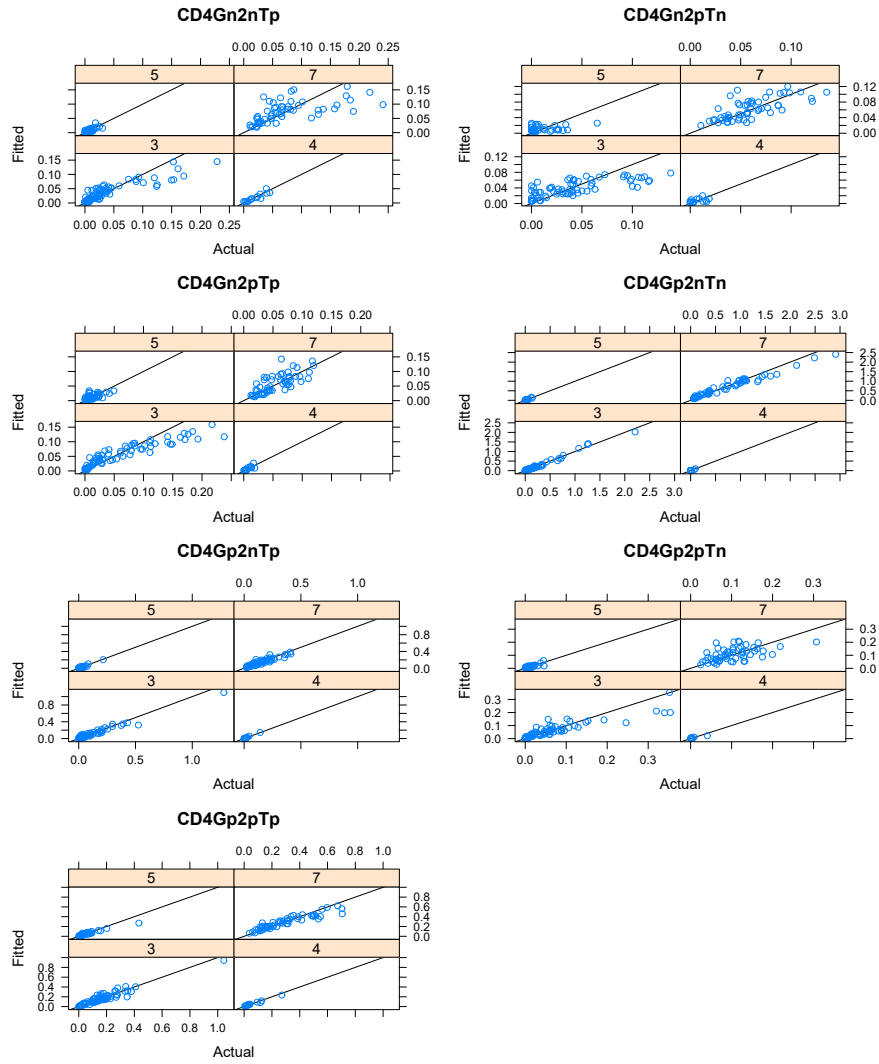 CD4Gn2nTp
0.00 0.05 0.10 0.15 0.20 0.25
5 7
0.15
0.10
0.05
0.00
3 4
0.15
0.10
0.05
0.00
0.00 0.05 0.10 0.15 0.20 0.25
Fitted
Actual
CD4Gn2pTn
0.00 0.05 0.10
5 7
0.12
0.08
0.04
0.00
3 4
0.12
0.08
0.04
0.00
0.00 0.05 0.10
Fitted
Actual
CD4Gn2pTp
0.00 0.05 0.10 0.15 0.20
5 7
0.15
0.10
0.05
0.00
3 4
0.15
0.10
0.05
0.00
0.00 0.05 0.10 0.15 0.20
Fitted
Actual
CD4Gp2nTn
0.0 0.5 1.0 1.5 2.0 2.5 3.0
5 7
2.5
2.0
1.5
1.0
0.5
0.0
3 4
2.5
2.0
1.5
1.0
0.5
0.0
0.0 0.5 1.0 1.5 2.0 2.5 3.0
Fitted
Actual
CD4Gp2nTp
0.0 0.5 1.0
5 7
0.8
0.4
0.0
3 4
0.8
0.4
0.0
0.0 0.5 1.0
Fitted
Actual
CD4Gp2pTn
0.0 0.1 0.2 0.3
5 7
0.3
0.2
0.1
0.0
3 4
0.3
0.2
0.1
0.0
0.0 0.1 0.2 0.3
Fitted
Actual
CD4Gp2pTp
0.0 0.2 0.4 0.6 0.8 1.0
5 7
0.8
0.6
0.4
0.2
0.0
3 4
0.8
0.6
0.4
0.2
0.0
0.0 0.2 0.4 0.6 0.8 1.0
Fitted
Actual